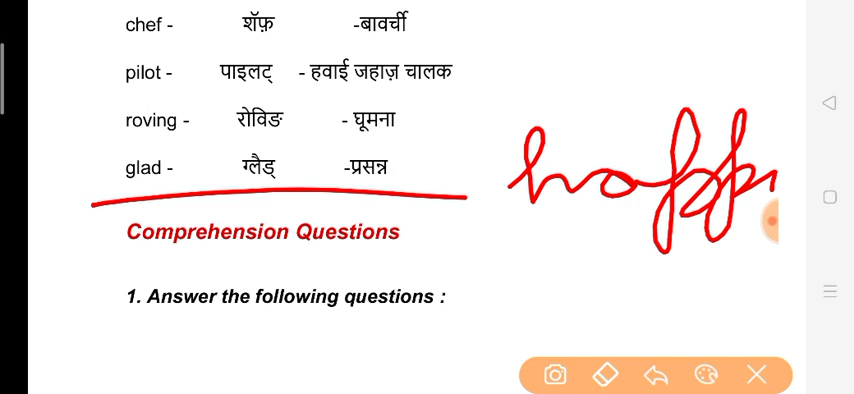 chef - शॅफ़ -बावर्ची
pilot - पाइलट् - हवाई जहाज़ चालक
roving - रोविङ - घूमना
glad - ग्लैड् -प्रसन्न
Comprehension Questions
1. Answer the following questions :